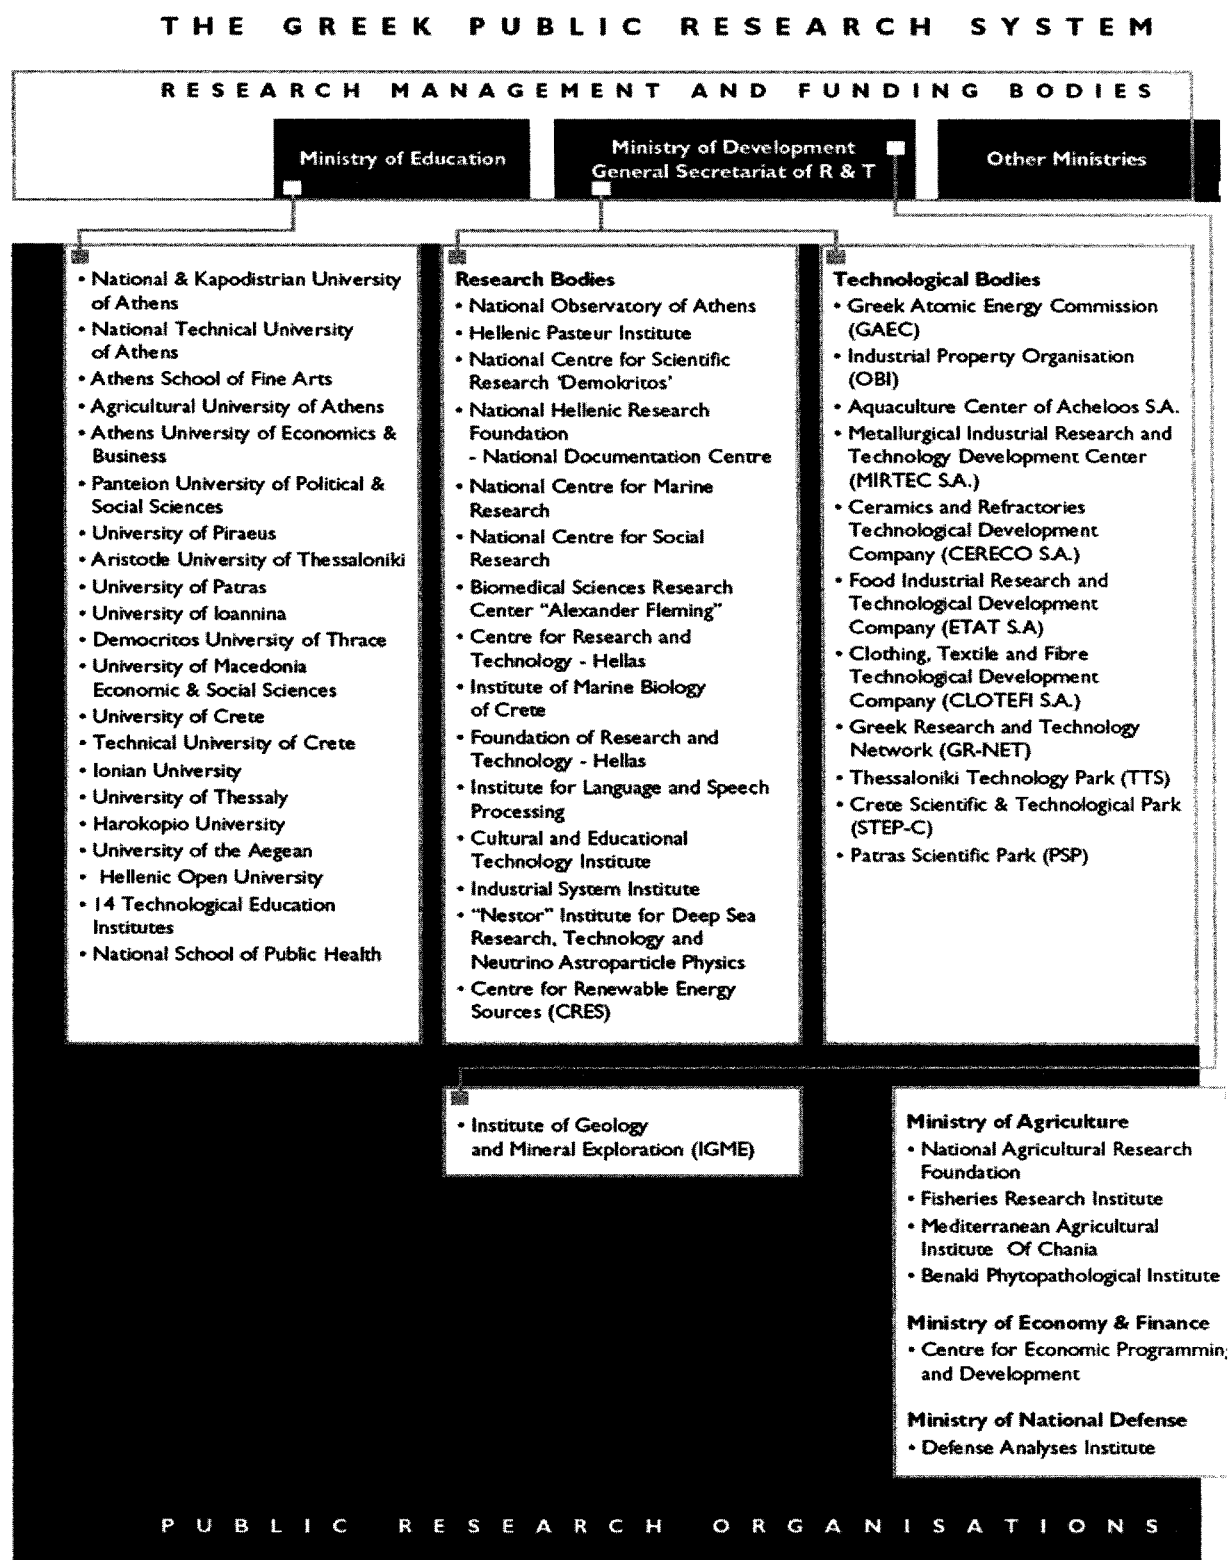 THE GREEK PUBLIC RESEARCH SYSTEM
RESEARCH MANAGEMENT AND FUNDING BODIES
Ministry of Education
Ministry of Development
General Secretariat of R & T
Other Ministries
• National & Kapodistrian University
of Athens
• National Technical University
of Athens
• Athens School of Fine Arts
• Agricultural University of Athens
• Athens University of Economics &
Business
• Panteion University of Political &
Social Sciences
• University of Piraeus
• Aristotle University of Thessaloniki
• University of Patras
• University of Ioannina
• Democritos University of Thrace
• University of Macedonia
Economic & Social Sciences
• University of Crete
• Technical University of Crete
• Ionian University
• University of Thessaly
• Harokopio University
• University of the Aegean
• Hellenic Open University
• 14 Technological Education
Institutes
• National School of Public Health
Research Bodies
• National Observatory of Athens
• Hellenic Pasteur Institute
• National Centre for Scientific
Research 'Demokritos'
• National Hellenic Research
Foundation
- National Documentation Centre
• National Centre for Marine
Research
• National Centre for Social
Research
• Biomedical Sciences Research
Center "Alexander Fleming"
• Centre for Research and
Technology - Hellas
• Institute of Marine Biology
of Crete
• Foundation of Research and
Technology - Hellas
• Institute for Language and Speech
Processing
• Cultural and Educational
Technology Institute
• Industrial System Institute
• "Nestor" Institute for Deep Sea
Research, Technology and
Neutrino Astroparticle Physics
• Centre for Renewable Energy
Sources (CRES)
Technological Bodies
• Greek Atomic Energy Commission
(GAEC)
• Industrial Property Organisation
(OBI)
• Aquaculture Center of Acheloos S.A.
• Metallurgical Industrial Research and
Technology Development Center
(MIRTEC S.A.)
• Ceramics and Refractories
Technological Development
Company (CERECO S.A.)
• Food Industrial Research and
Technological Development
Company (ETAT S.A)
• Clothing, Textile and Fibre
Technological Development
Company (CLOTEFI S.A.)
• Greek Research and Technology
Network (GR-NET)
• Thessaloniki Technology Park (TTS)
• Crete Scientific & Technological Park
(STEP-C)
• Patras Scientific Park (PSP)
• Institute of Geology
and Mineral Exploration (IGME)
Ministry of Agriculture
• National Agricultural Research
Foundation
• Fisheries Research Institute
• Mediterranean Agricultural
Institute Of Chania
• Benaki Phytopathological Institute
Ministry of Economy & Finance
• Centre for Economic Programmin
and Development
Ministry of National Defense
• Defense Analyses Institute
PUBLIC RESEARCH ORGANISATIONS